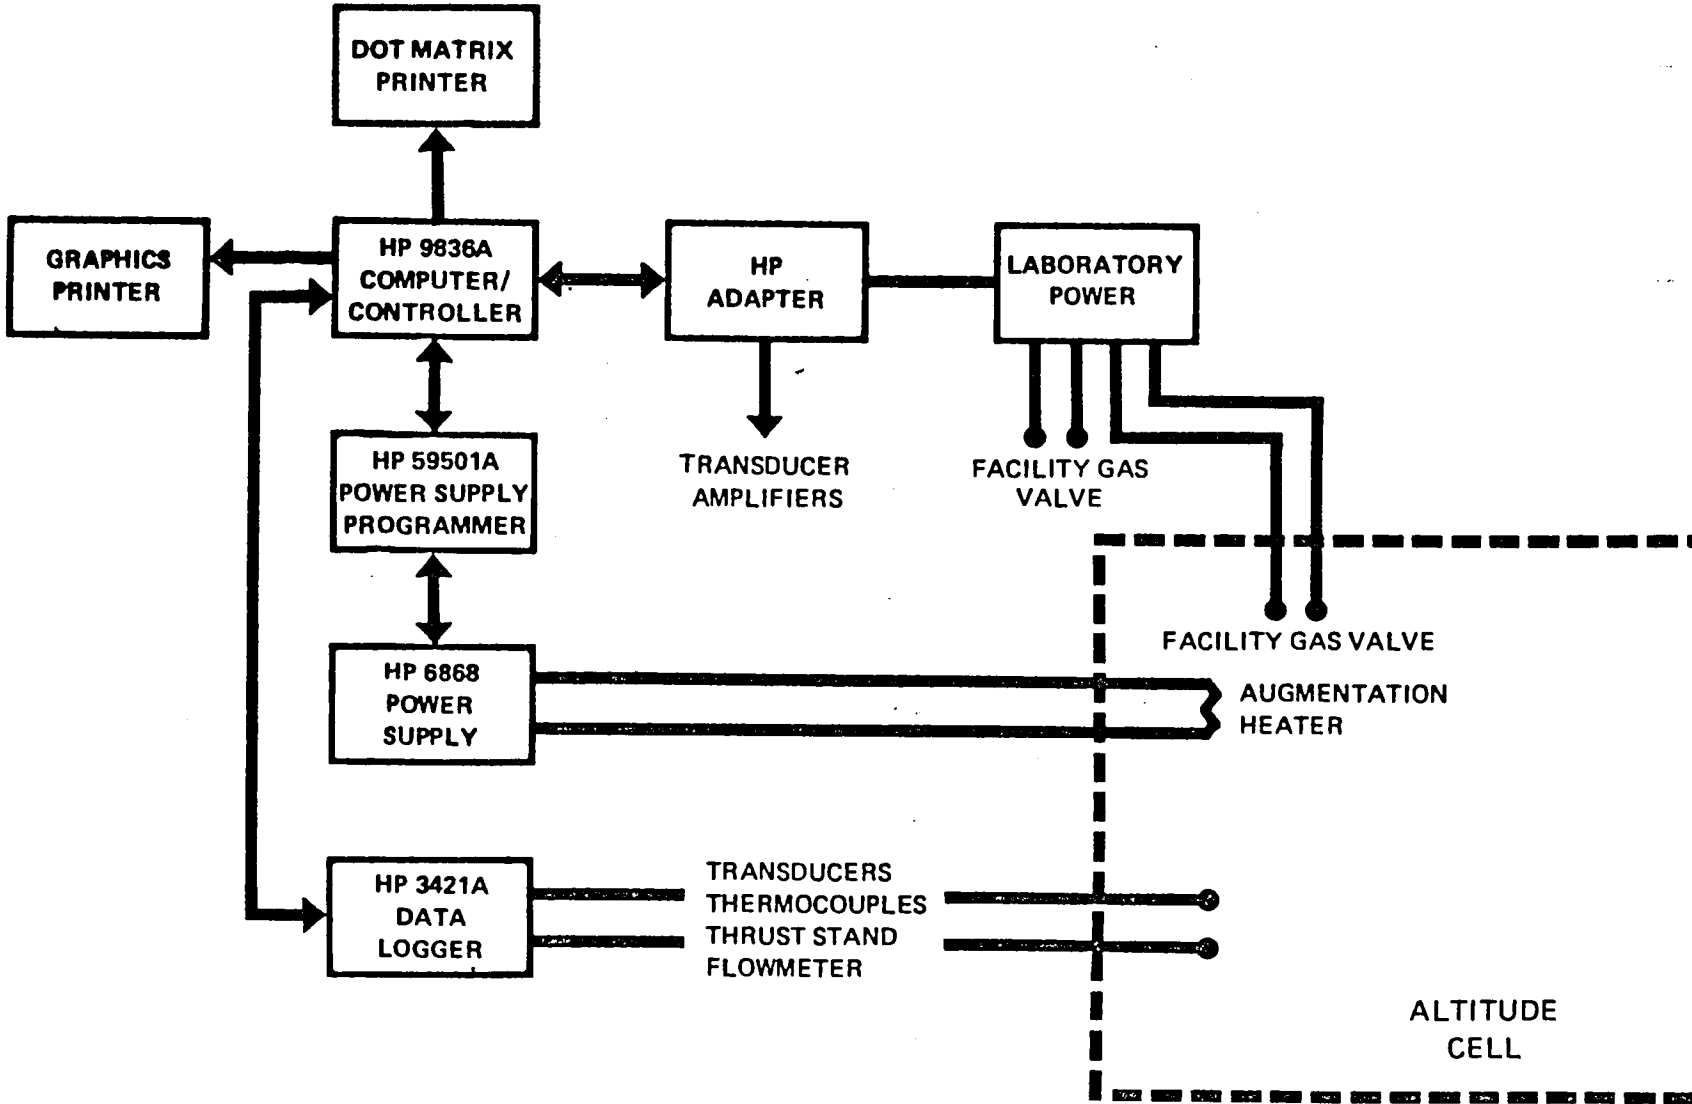 DOT MATRIX
PRINTER
GRAPHICS
PRINTER
HP 9836A
COMPUTER/
CONTROLLER
HP
ADAPTER
LABORATORY
POWER
HP 59501A
POWER SUPPLY
PROGRAMMER
TRANSDUCER
AMPLIFIERS
FACILITY GAS
VALVE
FACILITY GAS VALVE
HP 6868
POWER
SUPPLY
AUGMENTATION
HEATER
HP 3421A
DATA
LOGGER
TRANSDUCERS
THERMOCOUPLES
THRUST STAND
FLOWMETER
ALTITUDE
CELL